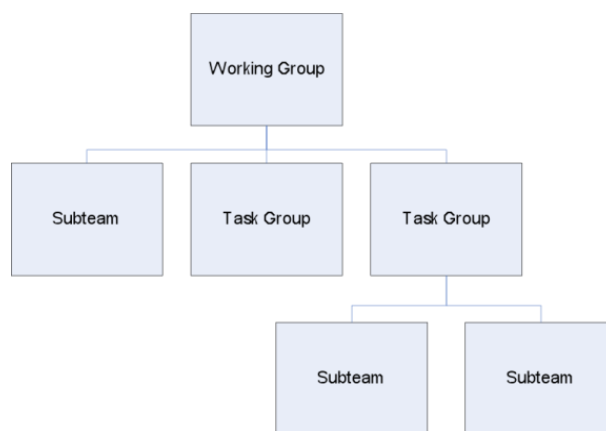 Working Group
Subteam
Task Group
Task Group
Subteam
Subteam